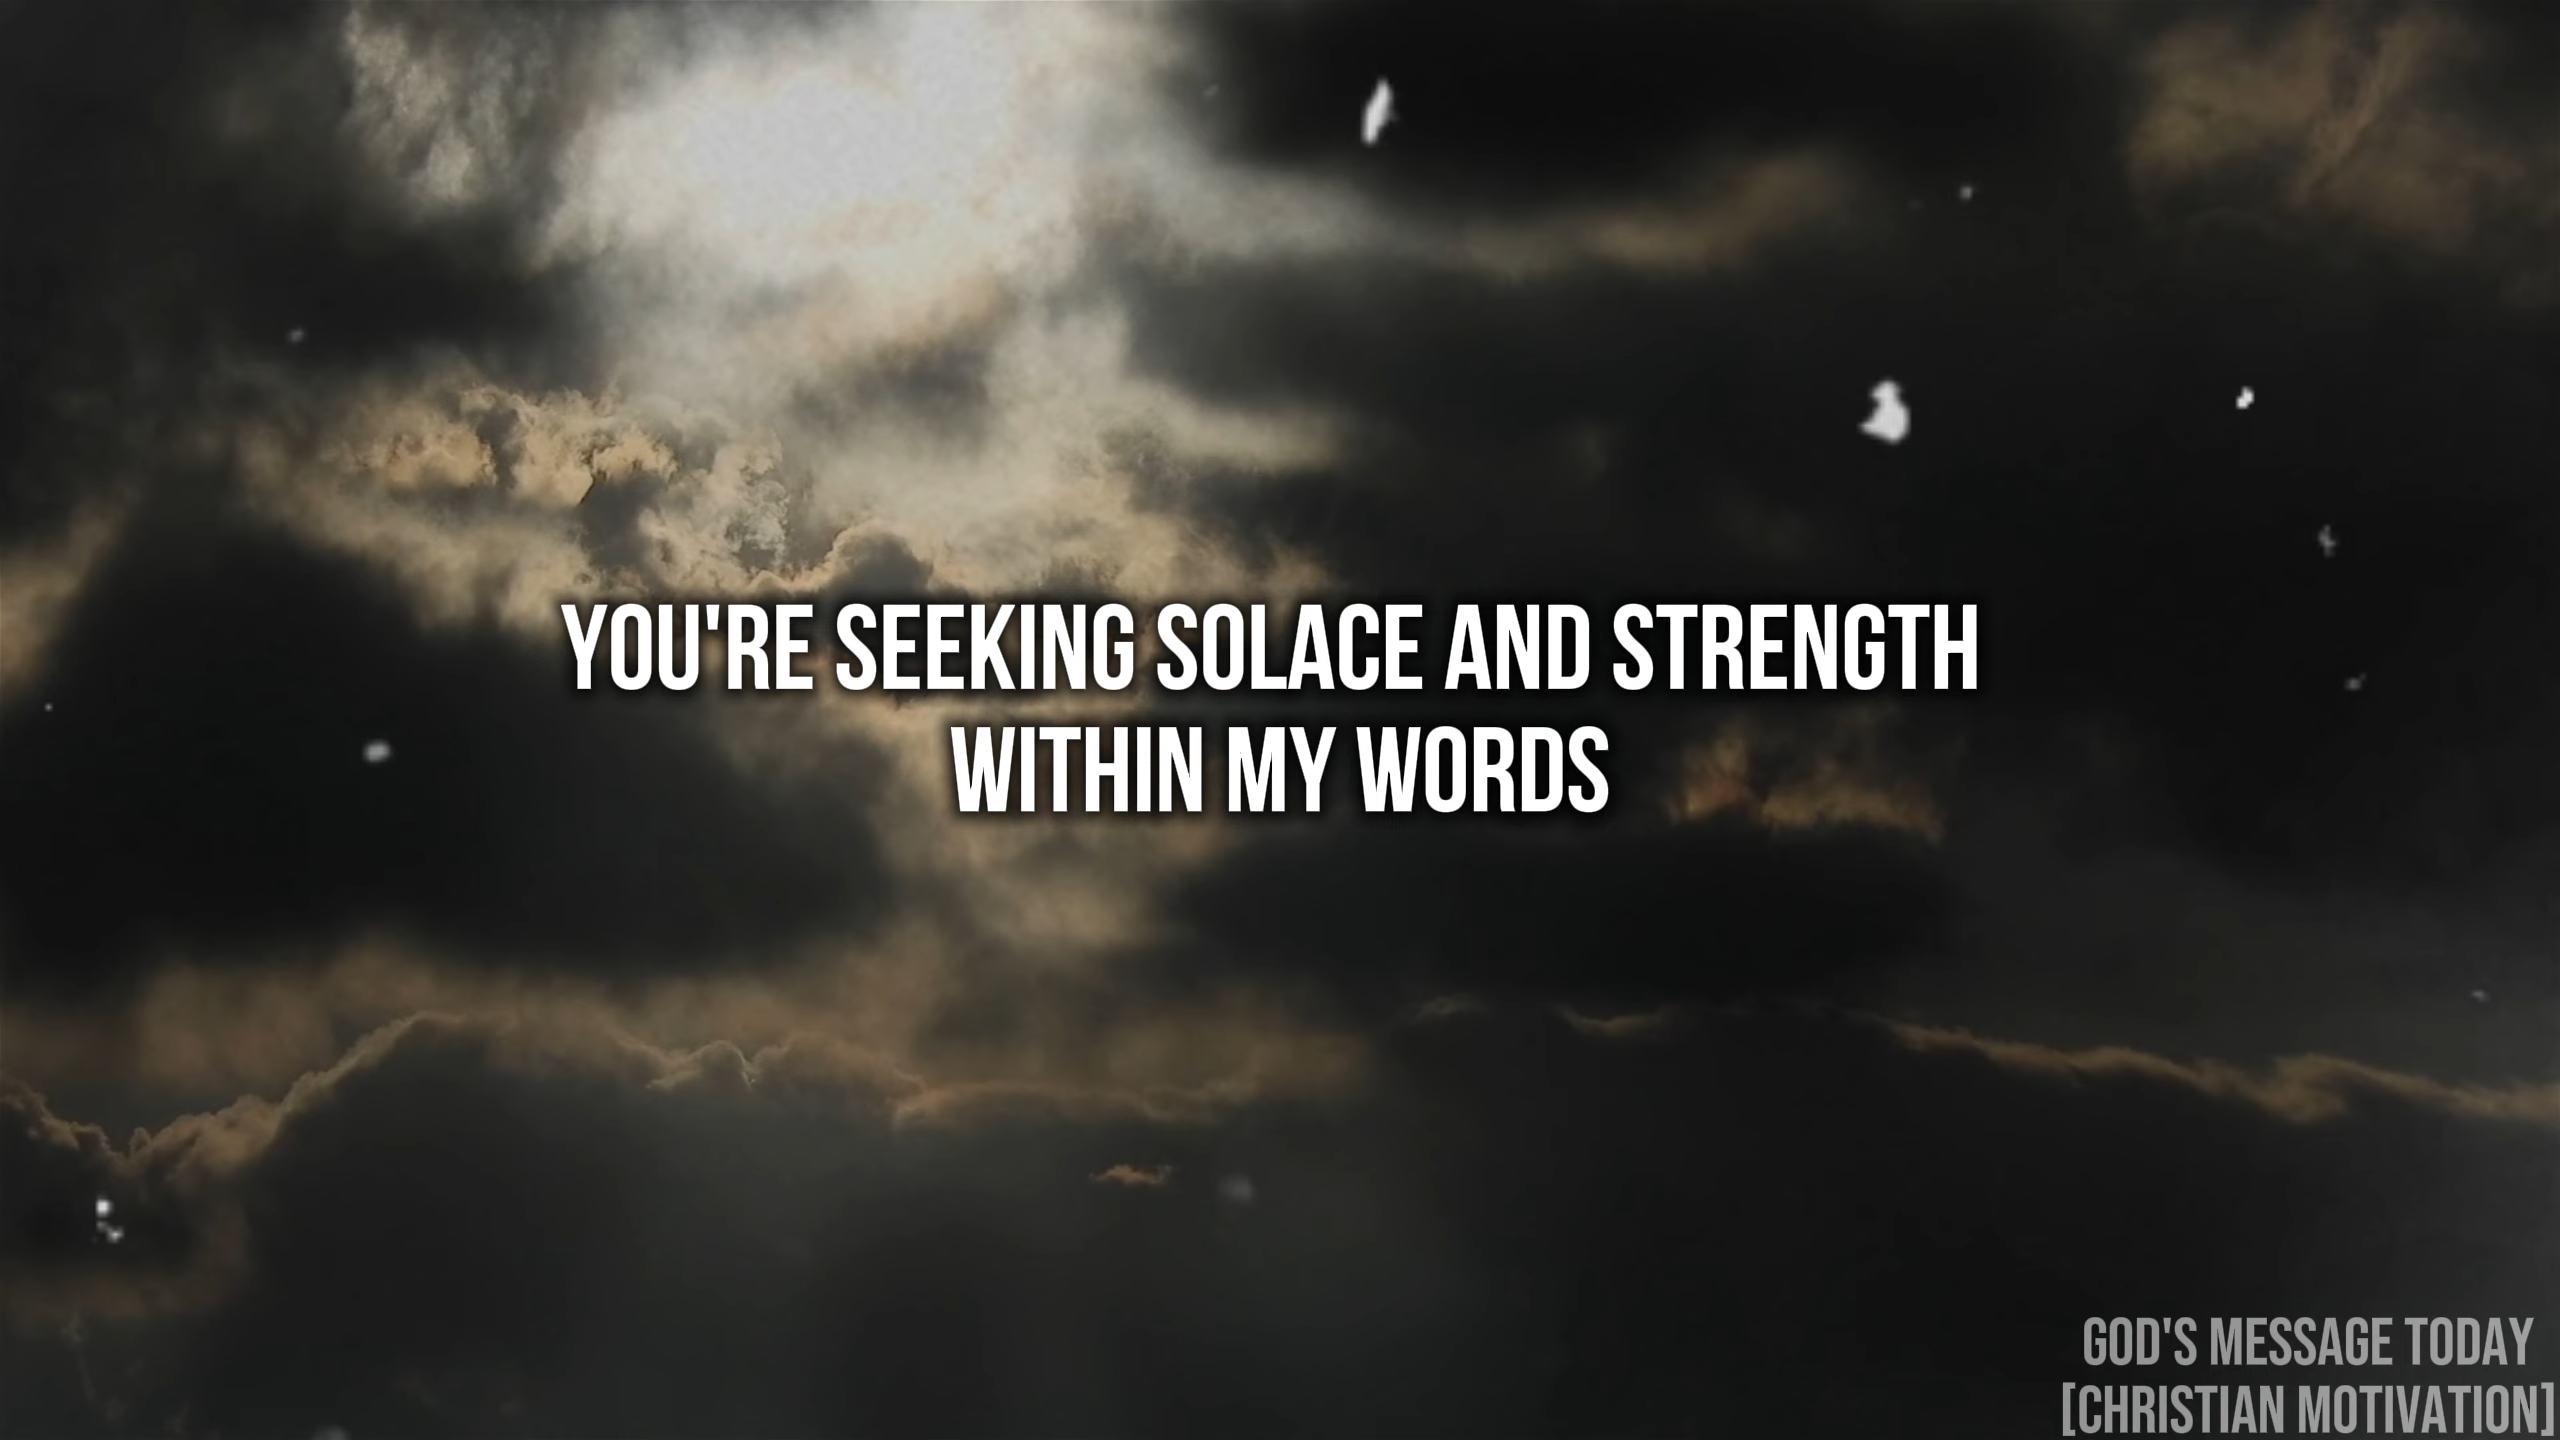 YOU'RE SEEKING SOLACE AND STRENGTH
WITHIN MY WORDS
GOD'S MESSAGE TODAY
[CHRISTIAN MOTIVATION]